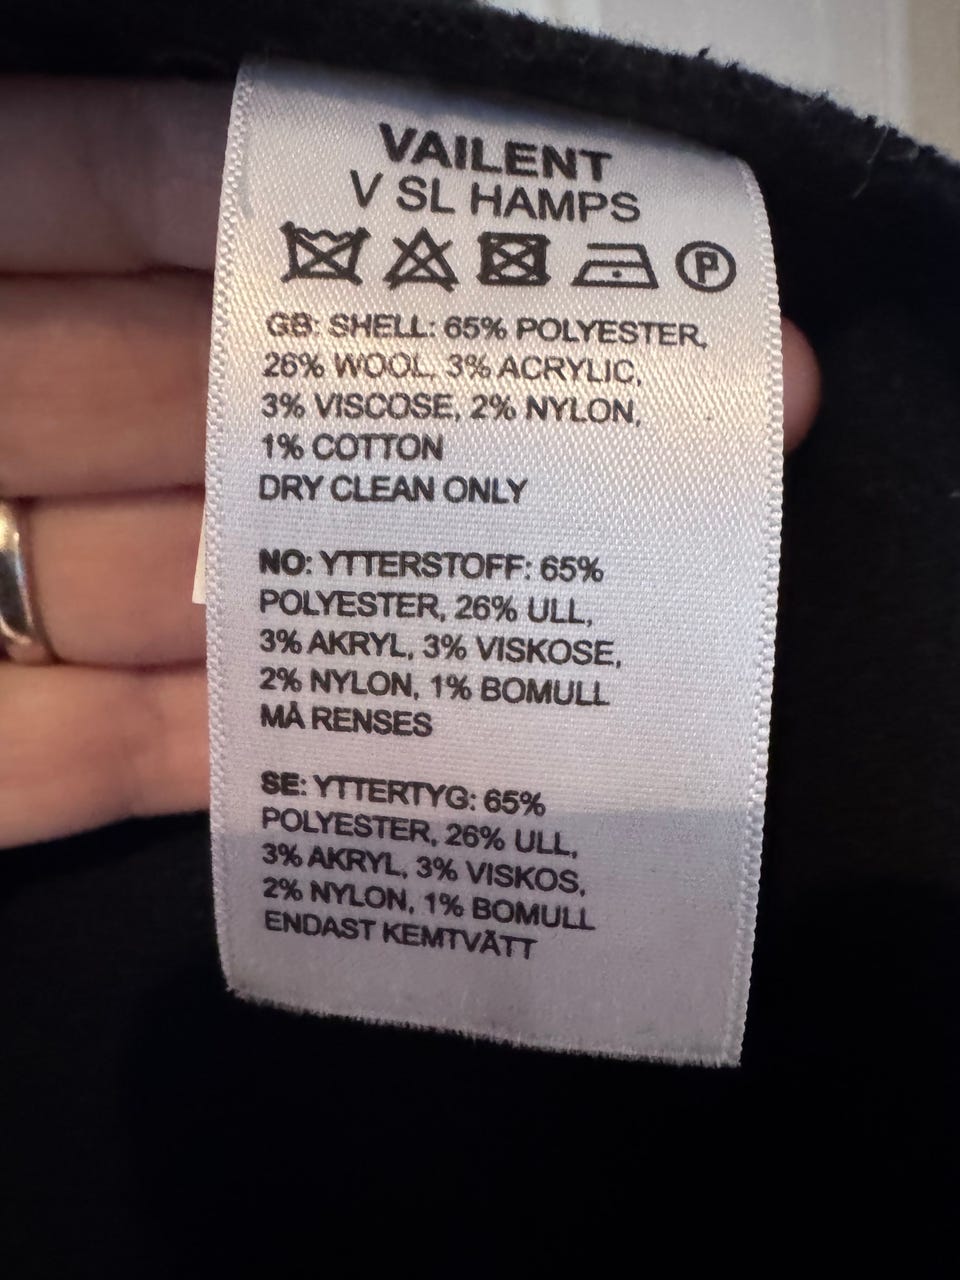 VAILENT
V SL HAMPS
P
GB: SHELL: 65% POLYESTER,
26% WOOL, 3% ACRYLIC,
3% VISCOSE, 2% NYLON,
1% COTTON
DRY CLEAN ONLY
NO: YTTERSTOFF: 65%
POLYESTER, 26% ULL,
3% AKRYL, 3% VISKOSE,
2% NYLON, 1% BOMULL
MÅ RENSES
SE: YTTERTYG: 65%
POLYESTER, 26% ULL,
3% AKRYL, 3% VISKOS,
2% NYLON, 1% BOMULL
ENDAST KEMTVÄTT